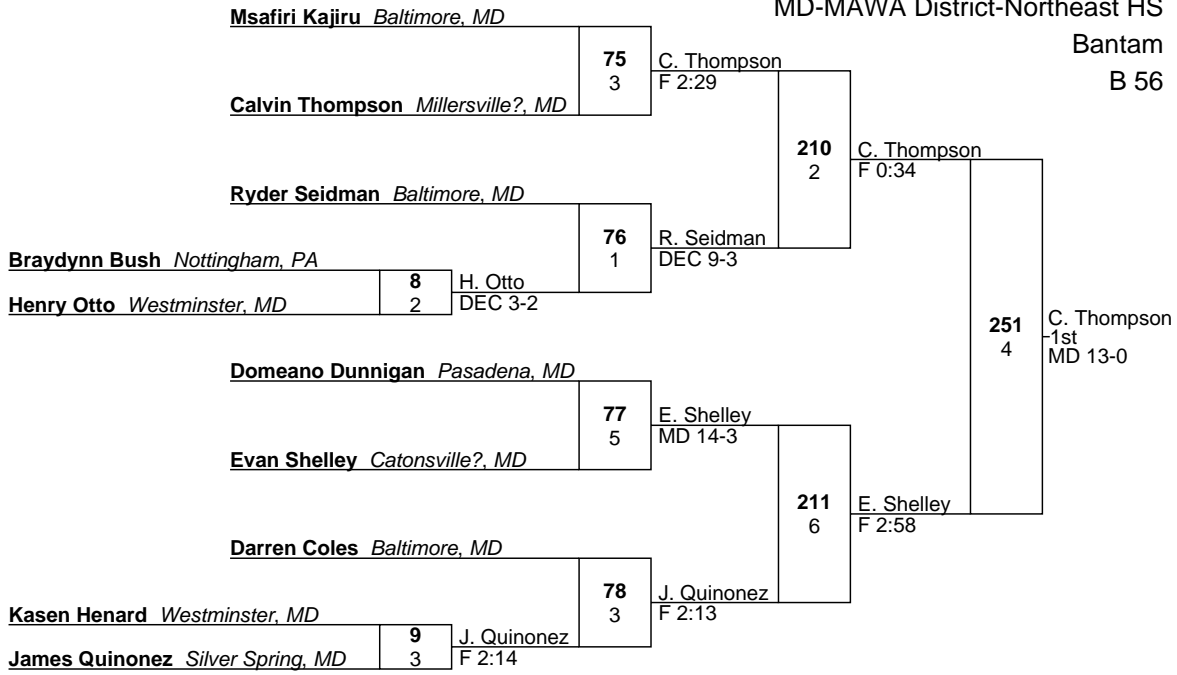 MD-MAWA District-Northeast HS
Bantam
B 56
Msafiri Kajiru Baltimore, MD
75
3
C. Thompson
F 2:29
Calvin Thompson Millersville?, MD
210
2
C. Thompson
F 0:34
Ryder Seidman Baltimore, MD
76
1
R. Seidman
DEC 9-3
Braydynn Bush Nottingham, PA
8
2
H. Otto
DEC 3-2
Henry Otto Westminster, MD
251
4
C. Thompson
1st
MD 13-0
Domeano Dunnigan Pasadena, MD
77
5
E. Shelley
MD 14-3
Evan Shelley Catonsville?, MD
211
6
E. Shelley
F 2:58
Darren Coles Baltimore, MD
78
3
J. Quinonez
F 2:13
Kasen Henard Westminster, MD
9
3
J. Quinonez
F 2:14
James Quinonez Silver Spring, MD